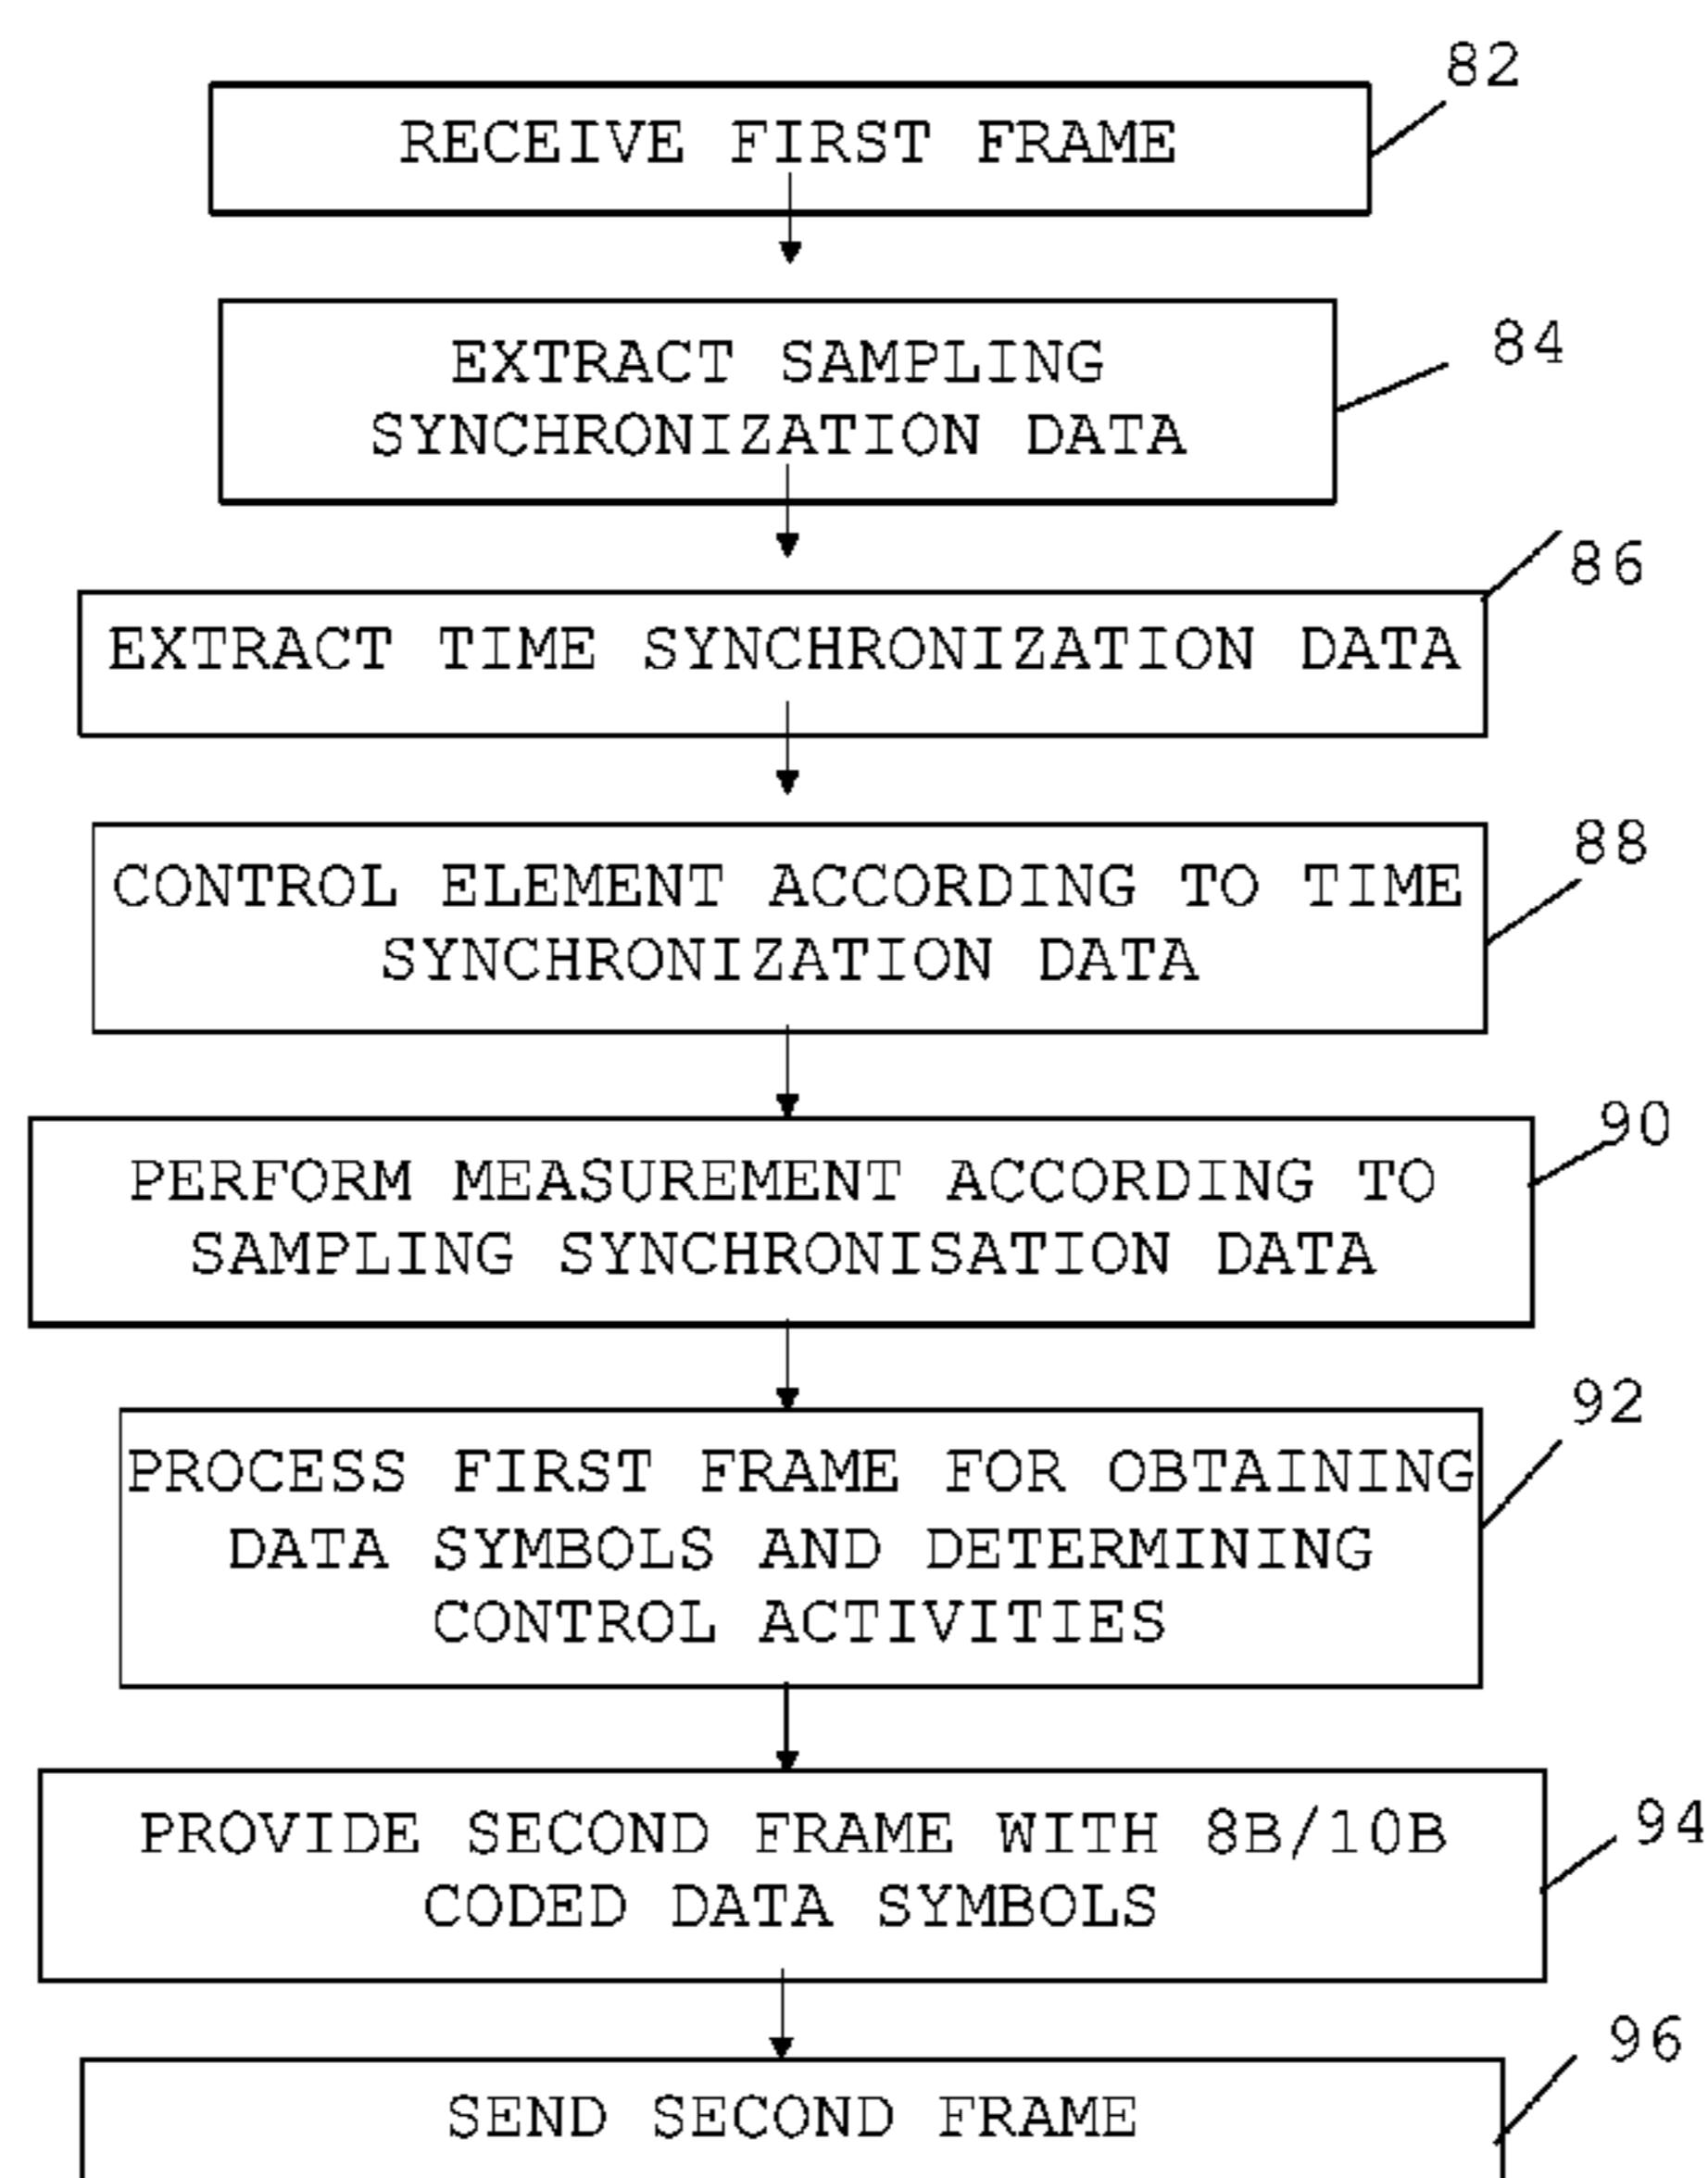 82
RECEIVE FIRST FRAME
84
EXTRACT SAMPLING
SYNCHRONIZATION DATA
86
EXTRACT TIME SYNCHRONIZATION DATA
88
CONTROL ELEMENT ACCORDING TO TIME
SYNCHRONIZATION DATA
90
PERFORM MEASUREMENT ACCORDING TO
SAMPLING SYNCHRONISATION DATA
92
PROCESS FIRST FRAME FOR OBTAINING
DATA SYMBOLS AND DETERMINING
CONTROL ACTIVITIES
94
PROVIDE SECOND FRAME WITH 8B/10B
CODED DATA SYMBOLS
96
SEND SECOND FRAME